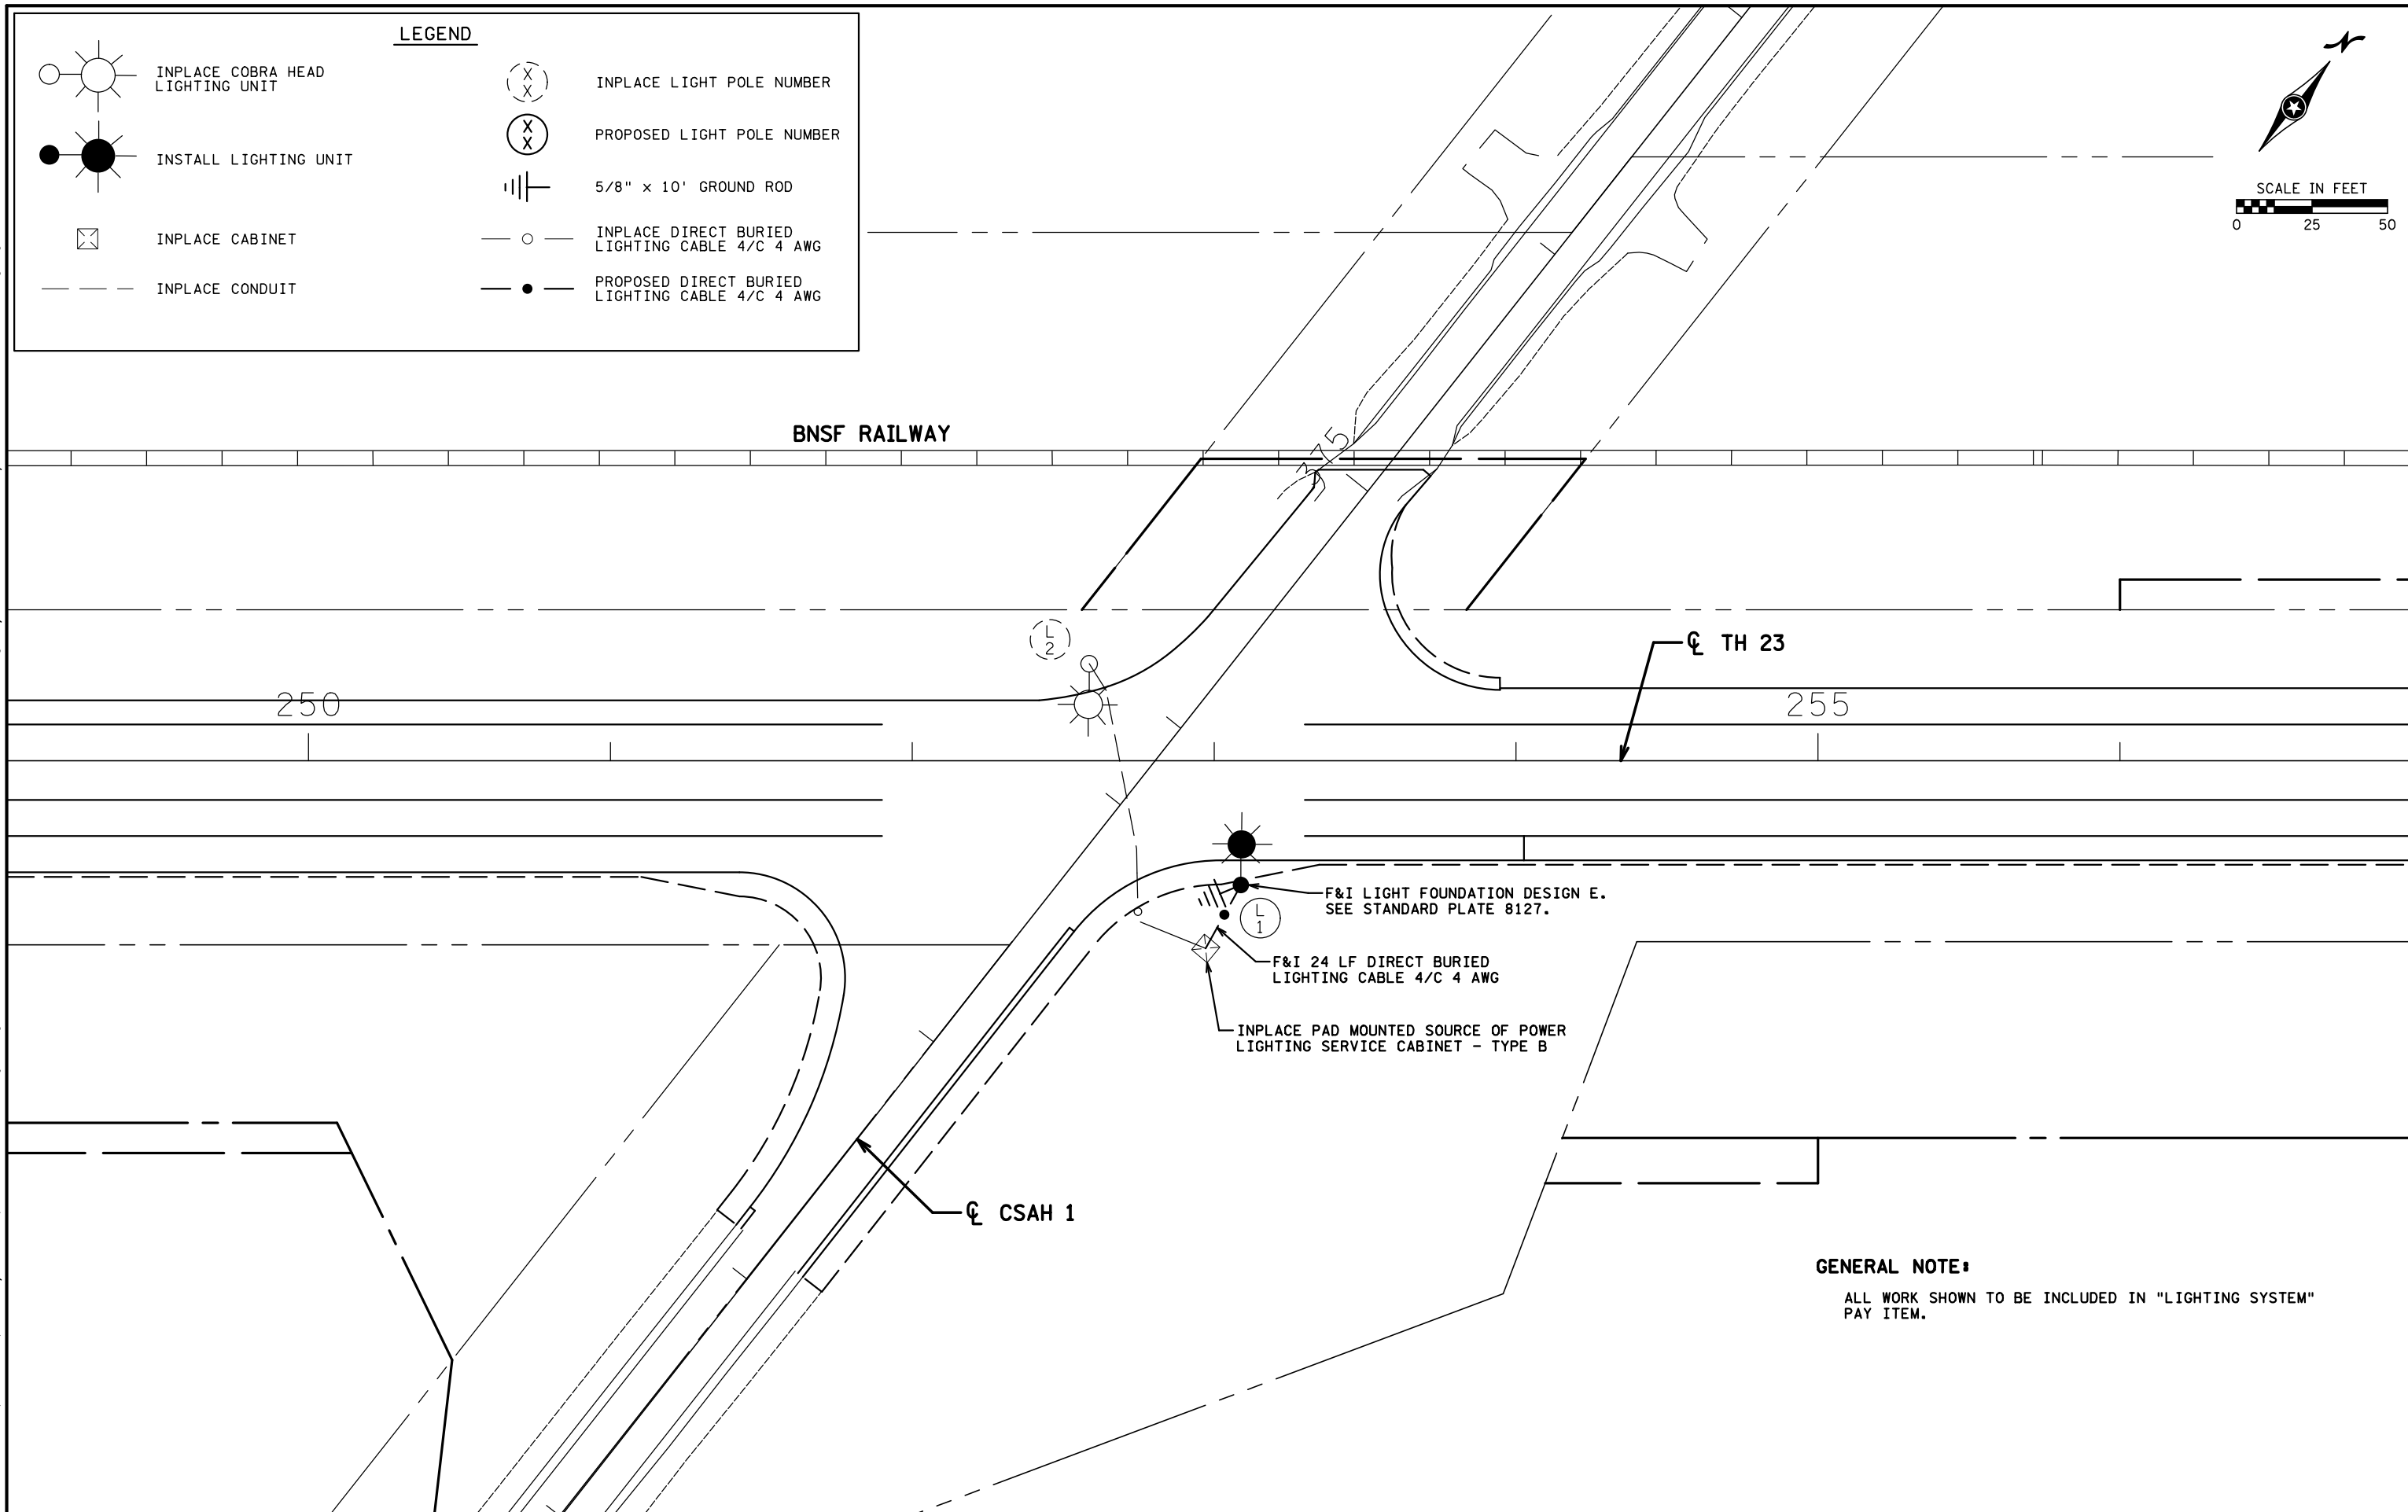 LEGEND
INPLACE COBRA HEAD
LIGHTING UNIT
INSTALL LIGHTING UNIT
INPLACE CABINET
INPLACE CONDUIT
X
X
INPLACE LIGHT POLE NUMBER
X
X
PROPOSED LIGHT POLE NUMBER
5/8" x 10' GROUND ROD
INPLACE DIRECT BURIED
LIGHTING CABLE 4/C 4 AWG
PROPOSED DIRECT BURIED
LIGHTING CABLE 4/C 4 AWG
N
SCALE IN FEET
0 25 50
BNSF RAILWAY
375
L
2
℄ TH 23
250
255
F&I LIGHT FOUNDATION DESIGN E.
SEE STANDARD PLATE 8127.
L
1
F&I 24 LF DIRECT BURIED
LIGHTING CABLE 4/C 4 AWG
INPLACE PAD MOUNTED SOURCE OF POWER
LIGHTING SERVICE CABINET - TYPE B
℄ CSAH 1
GENERAL NOTE:
ALL WORK SHOWN TO BE INCLUDED IN "LIGHTING SYSTEM"
PAY ITEM.